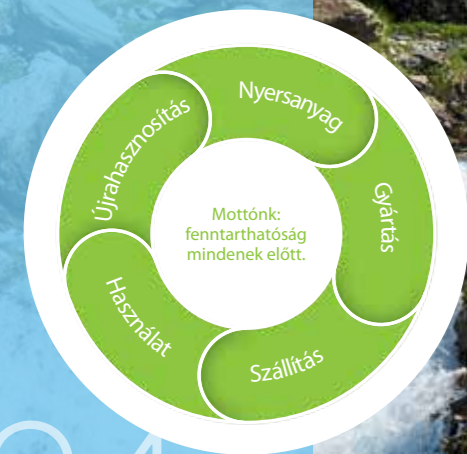 Nyersanyag
Gyártás
Szállítás
Használat
Újrahasznosítás
Mottónk:
fenntarthatóság
mindenek előtt.